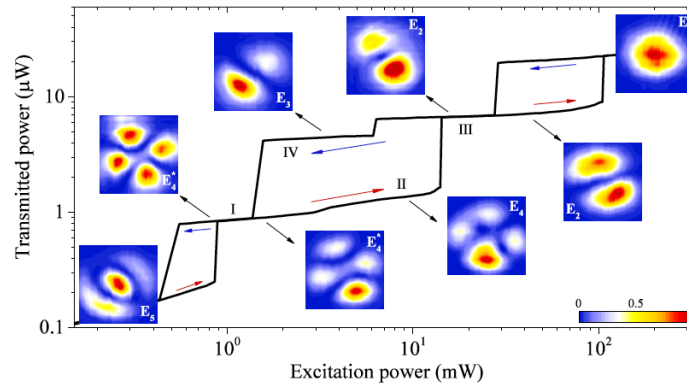 E
E₂
E₃
10
III
IV
Transmitted power (μW)
E₄*
II
E₂
I
E₄
1
E₄*
E₅
0 0.5
0.1
10⁰ 10¹ 10²
Excitation power (mW)